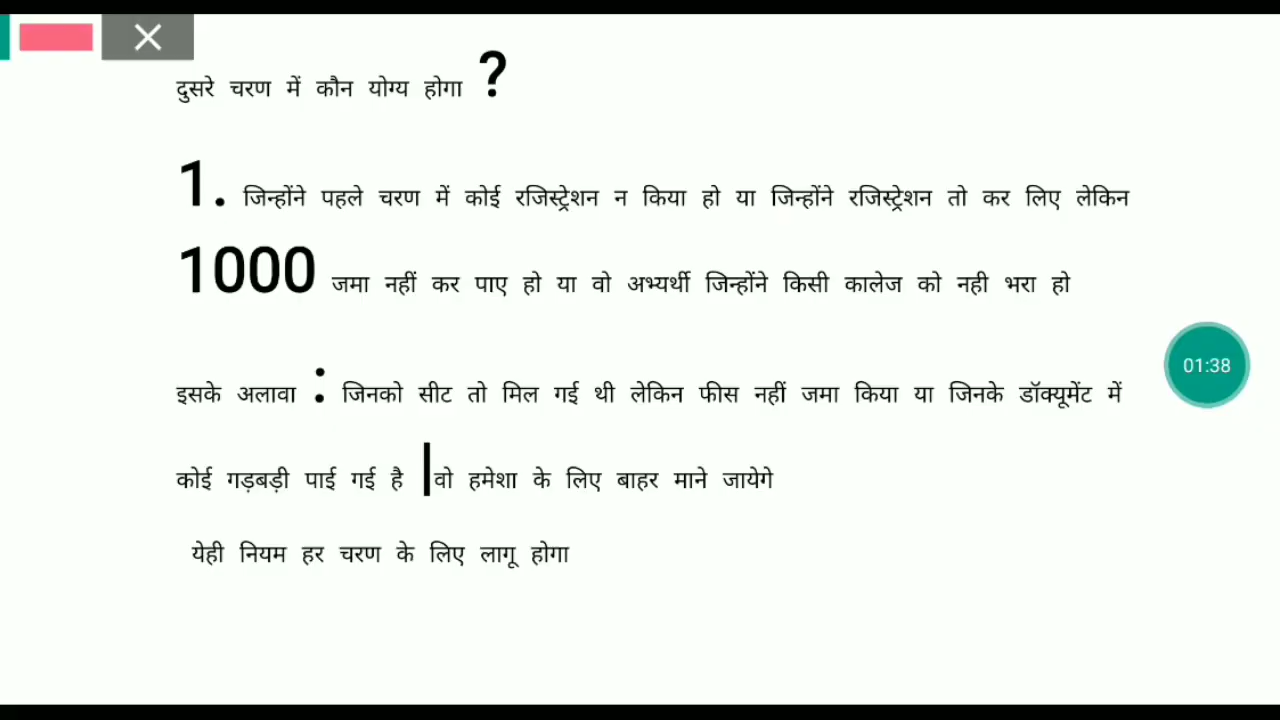 दुसरे चरण में कौन योग्य होगा ?
1. जिन्होंने पहले चरण में कोई रजिस्ट्रेशन न किया हो या जिन्होंने रजिस्ट्रेशन तो कर लिए लेकिन
1000 जमा नहीं कर पाए हो या वो अभ्यर्थी जिन्होंने किसी कालेज को नही भरा हो
इसके अलावा : जिनको सीट तो मिल गई थी लेकिन फीस नहीं जमा किया या जिनके डॉक्यूमेंट में
01:38
कोई गड़बड़ी पाई गई है |वो हमेशा के लिए बाहर माने जायेगे
येही नियम हर चरण के लिए लागू होगा